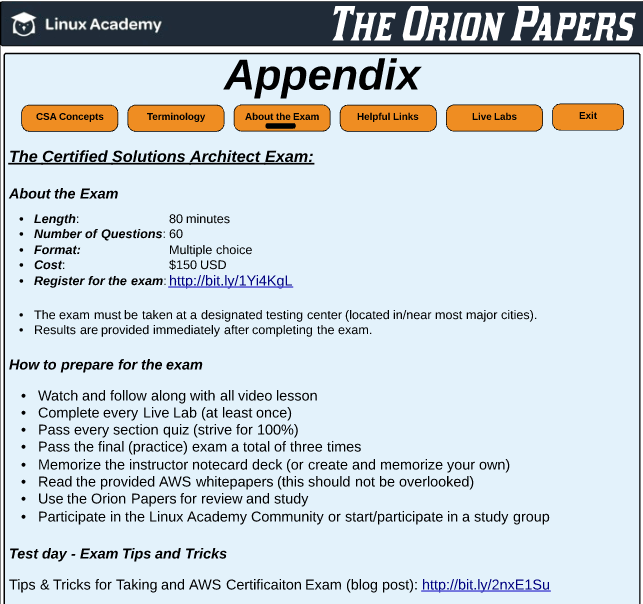 Linux Academy
The Orion Papers
Appendix
CSA Concepts
Terminology
About the Exam
Helpful Links
Live Labs
Exit
The Certified Solutions Architect Exam:
About the Exam
• Length: 80 minutes
• Number of Questions: 60
• Format: Multiple choice
• Cost: $150 USD
• Register for the exam: http://bit.ly/1Yi4KgL
• The exam must be taken at a designated testing center (located in/near most major cities).
• Results are provided immediately after completing the exam.
How to prepare for the exam
• Watch and follow along with all video lesson
• Complete every Live Lab (at least once)
• Pass every section quiz (strive for 100%)
• Pass the final (practice) exam a total of three times
• Memorize the instructor notecard deck (or create and memorize your own)
• Read the provided AWS whitepapers (this should not be overlooked)
• Use the Orion Papers for review and study
• Participate in the Linux Academy Community or start/participate in a study group
Test day - Exam Tips and Tricks
Tips & Tricks for Taking and AWS Certificaiton Exam (blog post): http://bit.ly/2nxE1Su